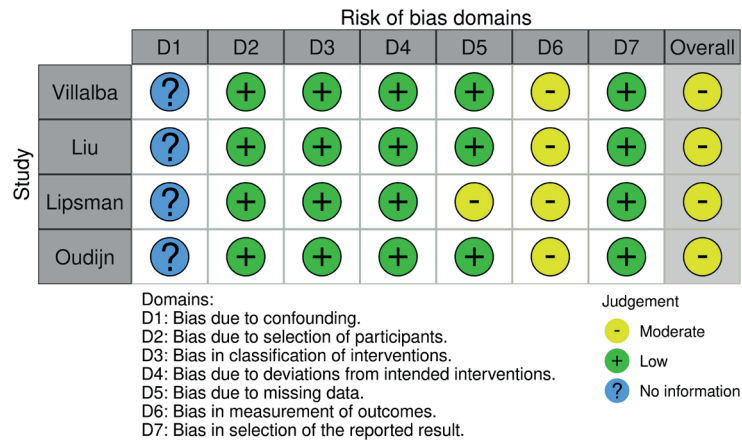 Risk of bias domains
D1 D2 D3 D4 D5 D6 D7 Overall
Study
Villalba ? + + + + - + -
Liu ? + + + + - + -
Lipsman ? + + + - - + -
Oudijn ? + + + + - + -
Domains:
D1: Bias due to confounding.
D2: Bias due to selection of participants.
D3: Bias in classification of interventions.
D4: Bias due to deviations from intended interventions.
D5: Bias due to missing data.
D6: Bias in measurement of outcomes.
D7: Bias in selection of the reported result.
Judgement
- Moderate
+ Low
? No information